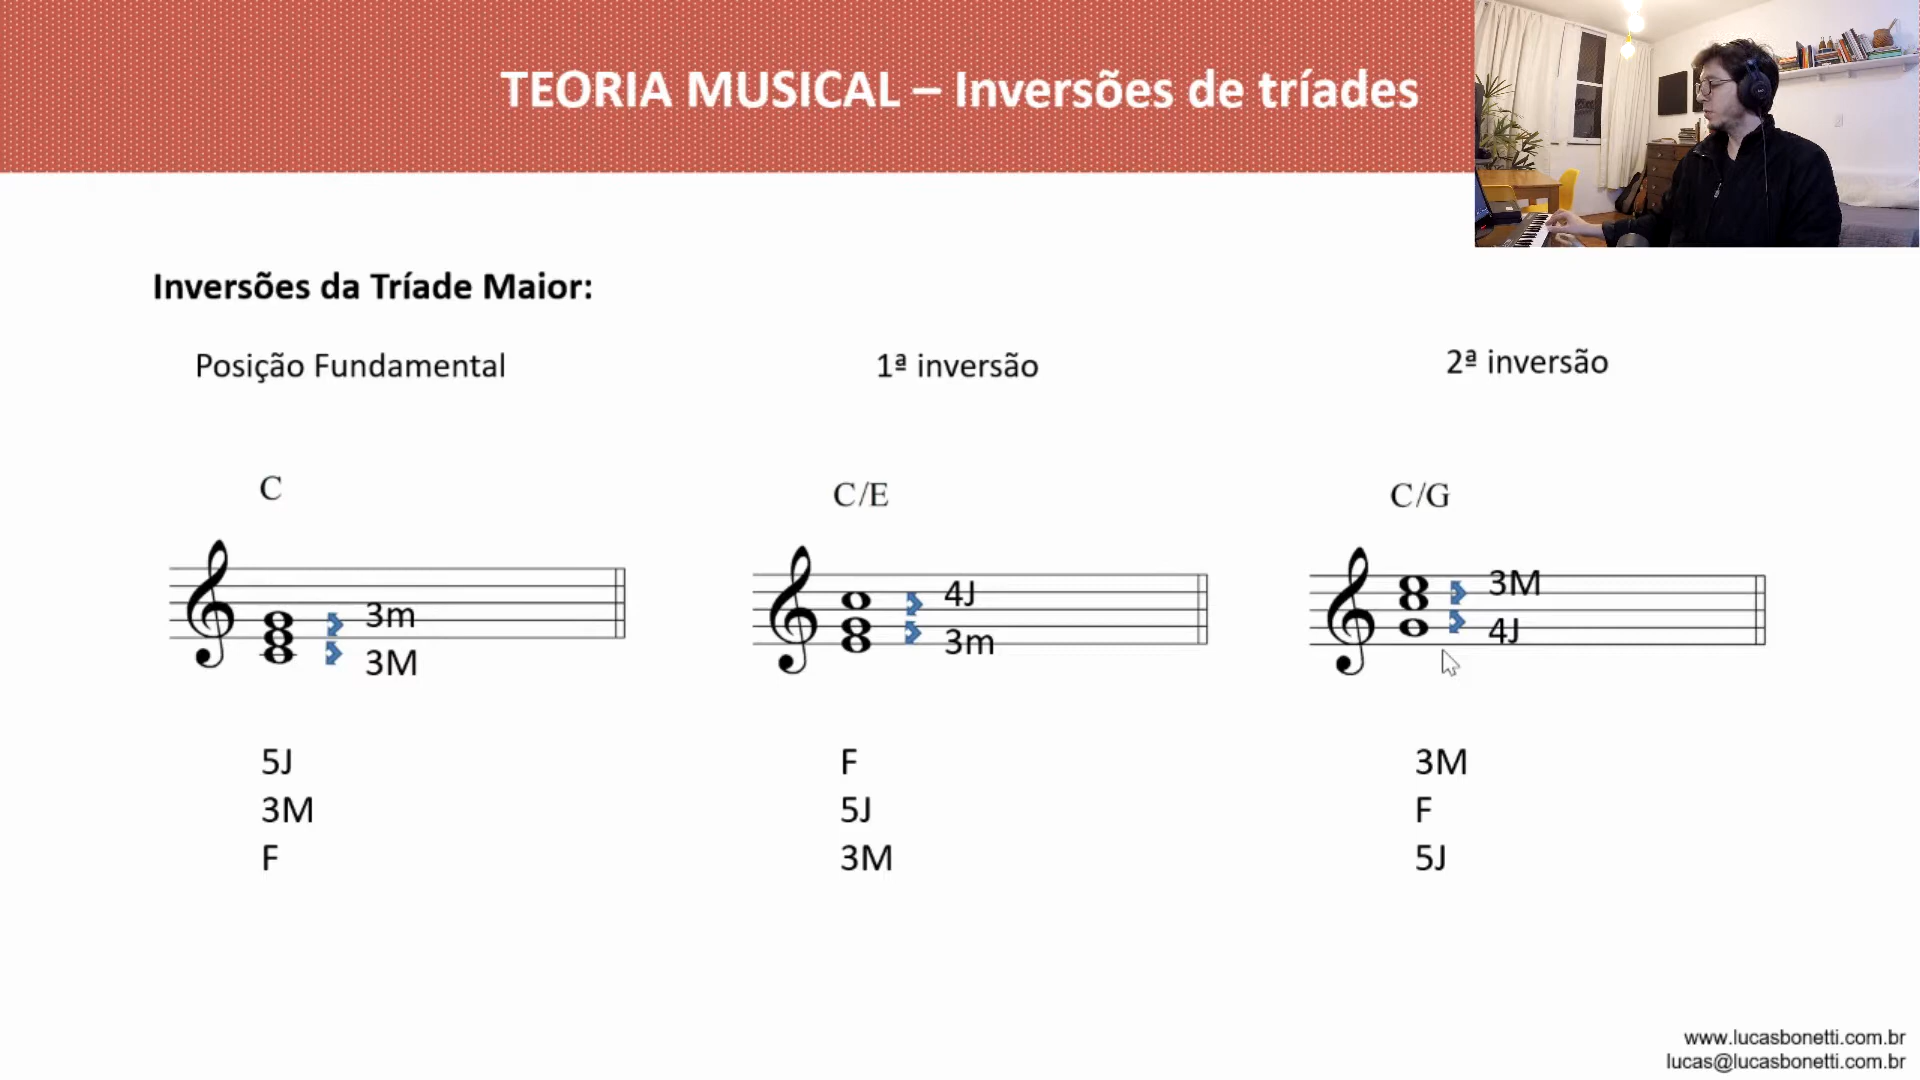 TEORIA MUSICAL – Inversões de tríades
Inversões da Tríade Maior:
Posição Fundamental
1ª inversão
2ª inversão
C
C/E
C/G
3m
3M
4J
3m
3M
4J
5J
3M
F
F
5J
3M
3M
F
5J
www.lucasbonetti.com.br
lucas@lucasbonetti.com.br